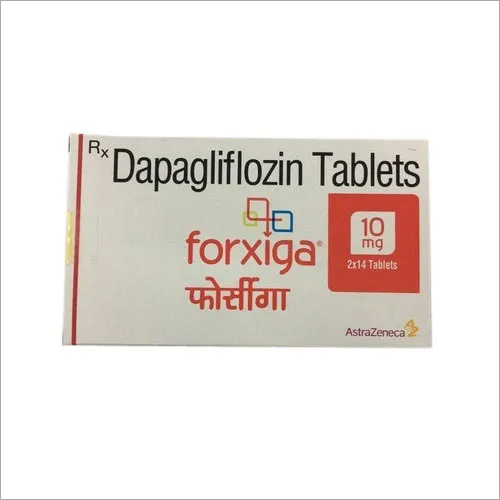 Rx Dapagliflozin Tablets
forxiga®
फोर्सीगा
10
mg
2x14 Tablets
AstraZeneca